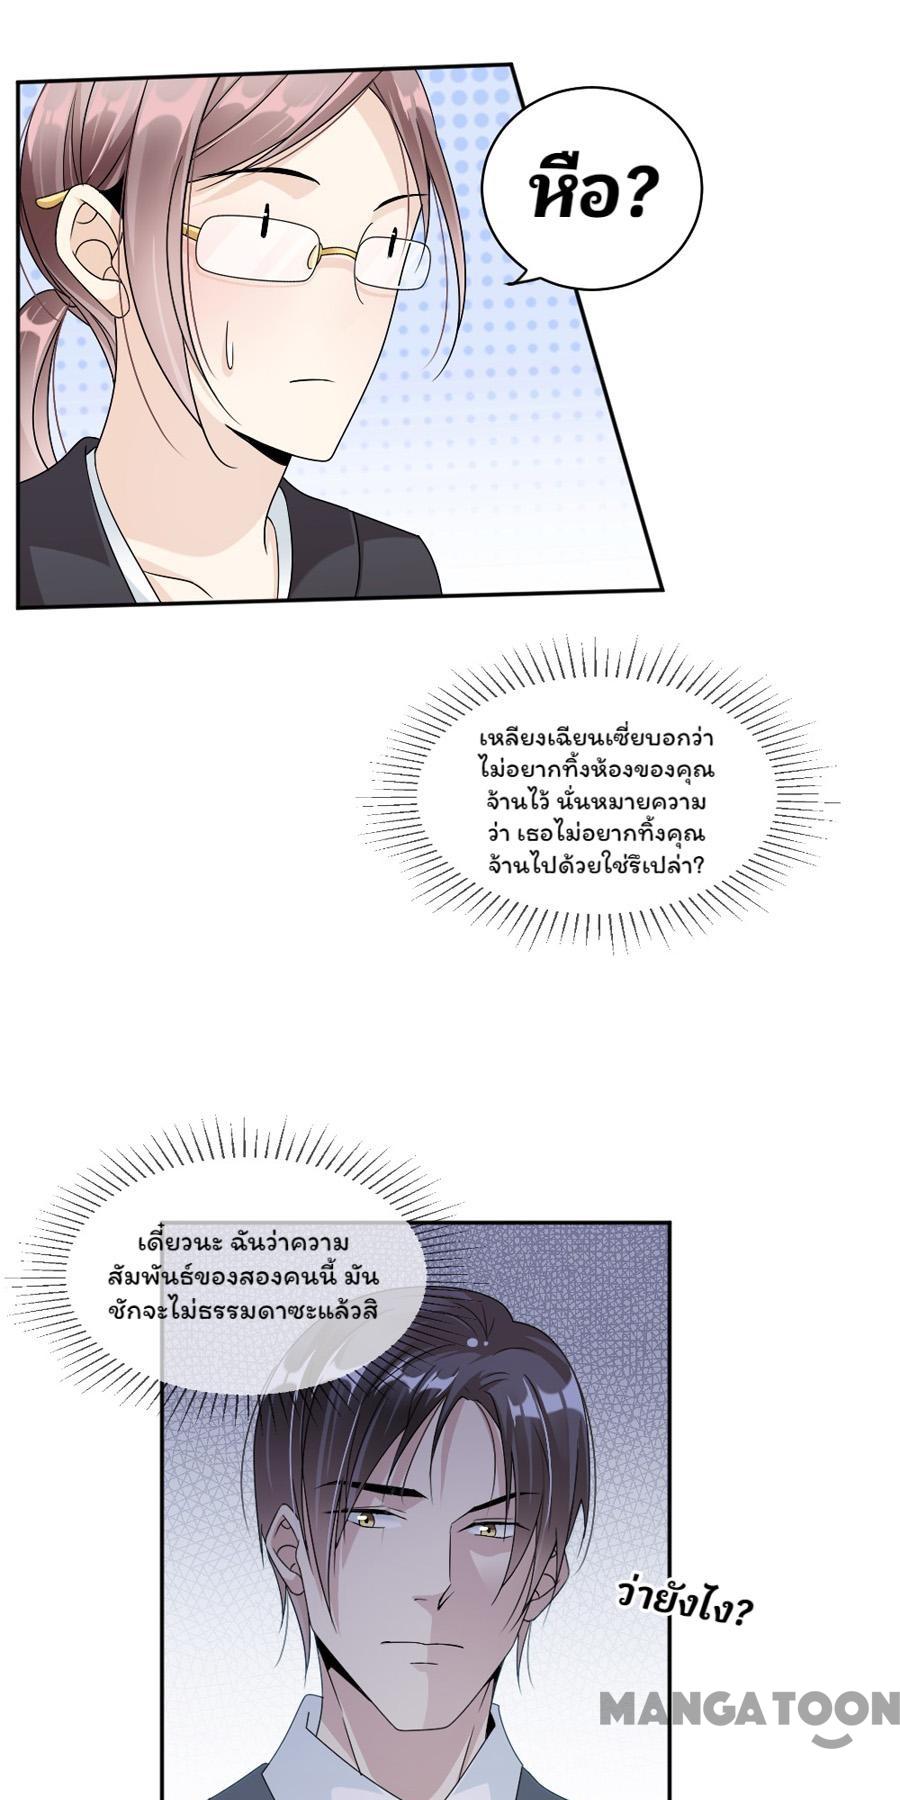 หือ?
เหลียงเฉียนเซี่ยบอกว่า
ไม่อยากทิ้งห้องของคุณ
จ้านไว้ นั่นหมายความ
ว่า เธอไม่อยากทิ้งคุณ
จ้านไปด้วยใช่รึเปล่า?
เดี๋ยวนะ ฉันว่าความ
สัมพันธ์ของสองคนนี้ มัน
ชักจะไม่ธรรมดาซะแล้วสิ
ว่ายังไง?
MANGATOON